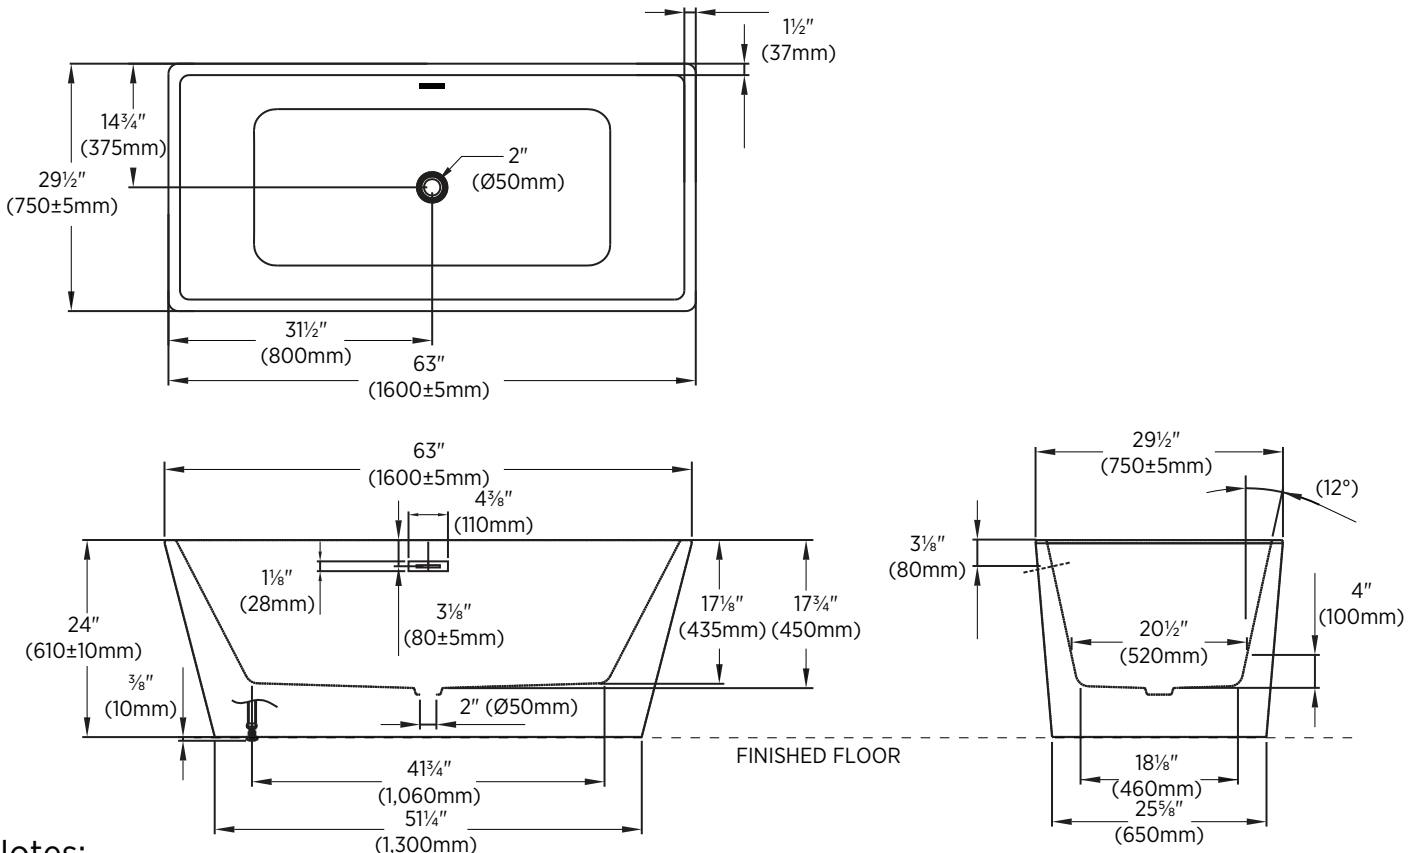 1½"
(37mm)
14¾"
(375mm)
2"
(Ø50mm)
29½"
(750±5mm)
31½"
(800mm)
63"
(1600±5mm)
63"
(1600±5mm)
4⅜"
(110mm)
1⅛"
(28mm)
3⅛"
(80±5mm)
17⅛"
(435mm)
17¾"
(450mm)
24"
(610±10mm)
⅜"
(10mm)
2" (Ø50mm)
FINISHED FLOOR
41¾"
(1,060mm)
51¼"
(1,300mm)
29½"
(750±5mm)
(12°)
3⅛"
(80mm)
4"
(100mm)
20½"
(520mm)
18⅛"
(460mm)
25⅝"
(650mm)